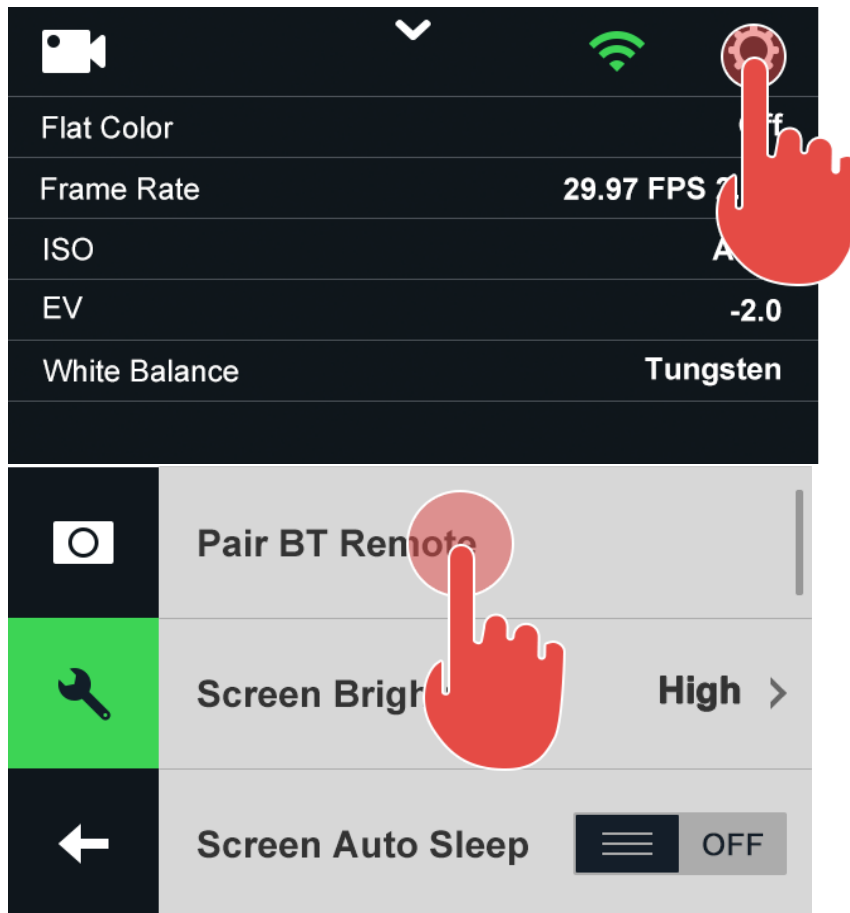 Flat Color
Frame Rate 29.97 FPS
ISO
EV -2.0
White Balance Tungsten
Pair BT Remote
Screen High
Screen Auto Sleep OFF